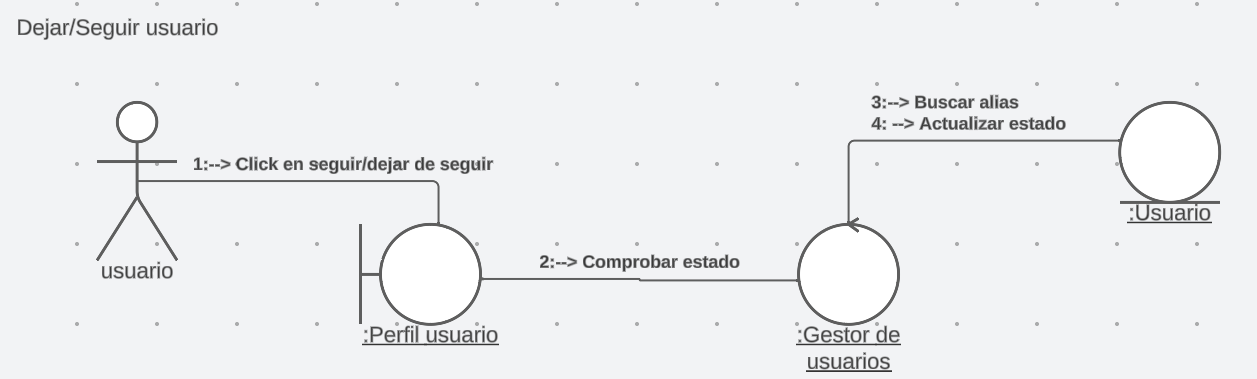 Dejar/Seguir usuario
3:--> Buscar alias
4: --> Actualizar estado
1:--> Click en seguir/dejar de seguir
:Usuario
usuario
2:--> Comprobar estado
:Perfil usuario
:Gestor de
usuarios